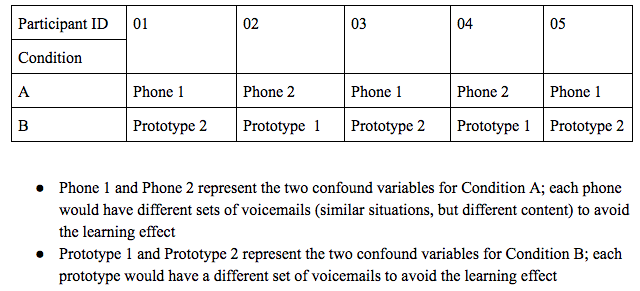 Participant ID 01 02 03 04 05
Condition
A Phone 1 Phone 2 Phone 1 Phone 2 Phone 1
B Prototype 2 Prototype 1 Prototype 2 Prototype 1 Prototype 2
● Phone 1 and Phone 2 represent the two confound variables for Condition A; each phone
would have different sets of voicemails (similar situations, but different content) to avoid
the learning effect
● Prototype 1 and Prototype 2 represent the two confound variables for Condition B; each
prototype would have a different set of voicemails to avoid the learning effect